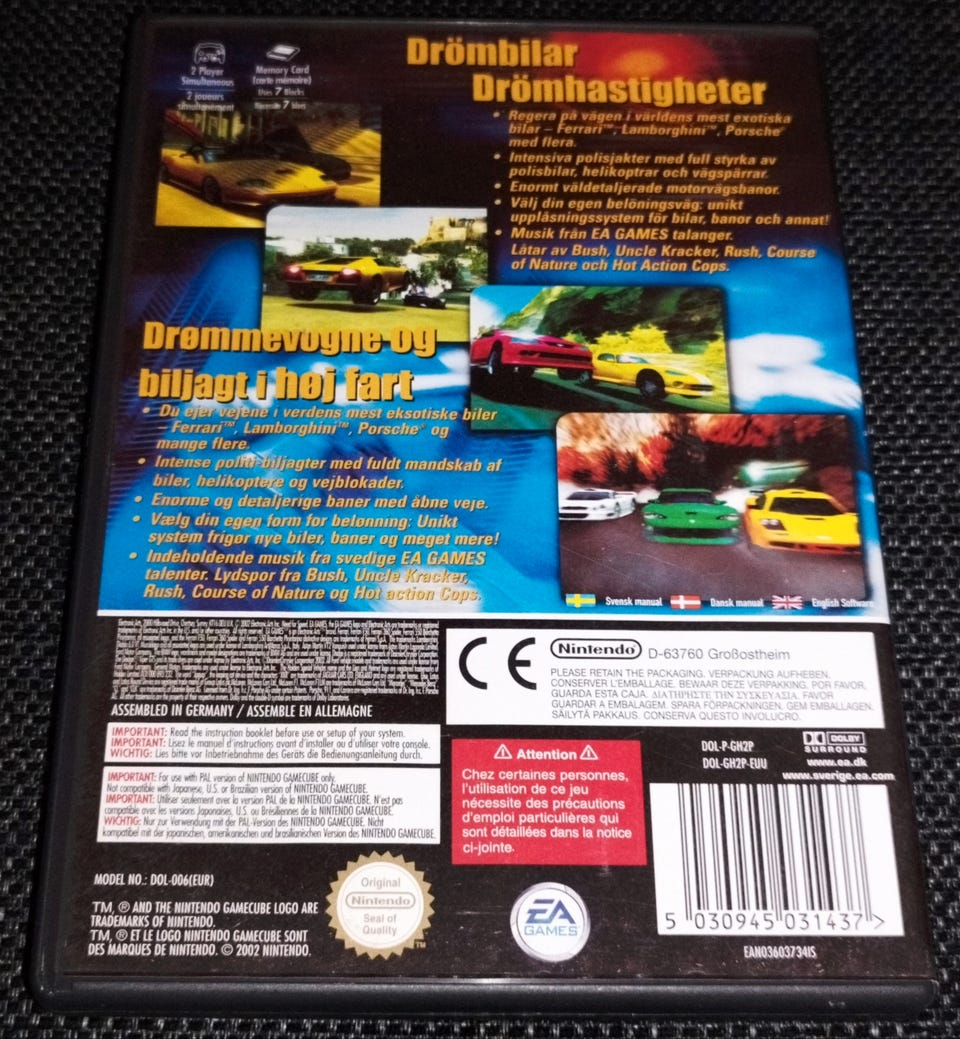 2 Player
Simultaneous
2 joueurs
simultanément
Memory Card
(carte mémoire)
Uses 7 Blocks
Nécessite 7 blocs
Drömbilar
Drömhastigheter
• Regera på vägen i världens mest exotiska
bilar – Ferrari™, Lamborghini™, Porsche®
med flera.
• Intensiva polisjakter med full styrka av
polisbilar, helikoptrar och vägspärrar.
• Enormt väldetaljerade motorvägsbanor.
• Välj din egen belöningsväg: unikt
upplåsningssystem för bilar, banor och annat!
• Musik från EA GAMES talanger.
Låtar av Bush, Uncle Kracker, Rush, Course
of Nature och Hot Action Cops.
Drømmevogne og
biljagt i høj fart
• Du ejer vejene i verdens mest eksotiske biler
– Ferrari™, Lamborghini™, Porsche® og
mange flere.
• Intense politi-biljagter med fuldt mandskab af
biler, helikoptere og vejblokader.
• Enorme og detaljerige baner med åbne veje.
• Vælg din egen form for belønning: Unikt
system frigør nye biler, baner og meget mere!
• Indeholdende musik fra svedige EA GAMES
talenter. Lydspor fra Bush, Uncle Kracker,
Rush, Course of Nature og Hot action Cops.
Svensk manual
Dansk manual
English Software
ASSEMBLED IN GERMANY / ASSEMBLE EN ALLEMAGNE
CE
Nintendo D-63760 Großostheim
PLEASE RETAIN THE PACKAGING. VERPACKUNG AUFHEBEN.
CONSERVER L'EMBALLAGE. BEWAAR DEZE VERPAKKING. POR FAVOR,
GUARDA ESTA CAJA. ΔΙΑΤΗΡΗΣΤΕ ΤΗΝ ΣΥΣΚΕΥΑΣΙΑ. FAVOR
GUARDAR A EMBALAGEM. SPARA FÖRPACKNINGEN. GEM EMBALLAGEN.
SÄILYTÄ PAKKAUS. CONSERVA QUESTO INVOLUCRO.
IMPORTANT: Read the instruction booklet before use or setup of your system.
IMPORTANT: Lisez le manuel d'instructions avant d'installer ou d'utiliser votre console.
WICHTIG: Lies bitte vor Inbetriebnahme des Geräts die Bedienungsanleitung durch.
IMPORTANT: For use with PAL version of NINTENDO GAMECUBE only.
Not compatible with Japanese, U.S. or Brazilian version of NINTENDO GAMECUBE.
IMPORTANT: Utiliser seulement avec la version PAL de la NINTENDO GAMECUBE. N'est pas
compatible avec les versions Japonaises, U.S. ou Brésiliennes de la NINTENDO GAMECUBE.
WICHTIG: Nur zur Verwendung mit der PAL-Version des NINTENDO GAMECUBE. Nicht
kompatibel mit der japanischen, amerikanischen und brasilianischen Version des NINTENDO GAMECUBE.
Attention
Chez certaines personnes,
l'utilisation de ce jeu
nécessite des précautions
d'emploi particulières qui
sont détaillées dans la notice
ci-jointe.
DOL-P-GH2P
DOL-GH2P-EUU
DOLBY
SURROUND
www.ea.dk
www.sverige.ea.com
MODEL NO.: DOL-006(EUR)
TM, ® AND THE NINTENDO GAMECUBE LOGO ARE
TRADEMARKS OF NINTENDO.
TM, ® ET LE LOGO NINTENDO GAMECUBE SONT
DES MARQUES DE NINTENDO. © 2002 NINTENDO.
Original
Nintendo
Seal of
Quality
TM
EA
GAMES
5 030945 031437 >
EAN03603734IS